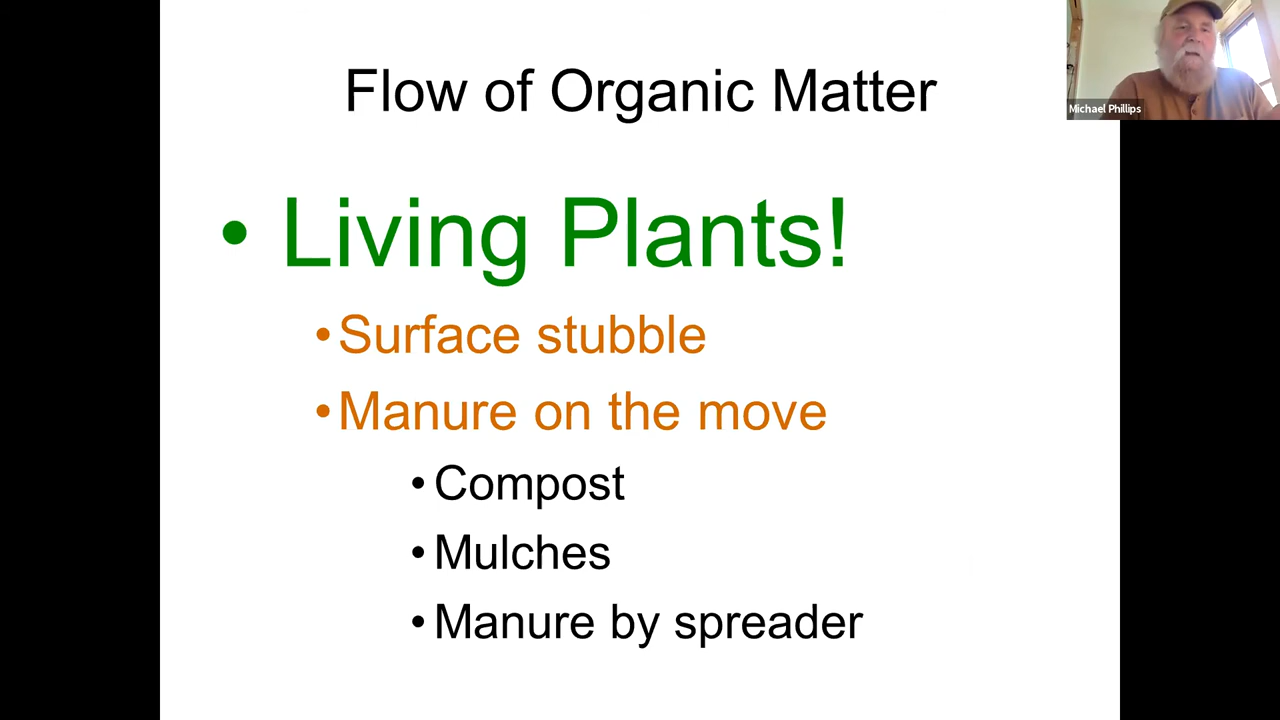 Flow of Organic Matter
Michael Phillips
• Living Plants!
• Surface stubble
• Manure on the move
• Compost
• Mulches
• Manure by spreader